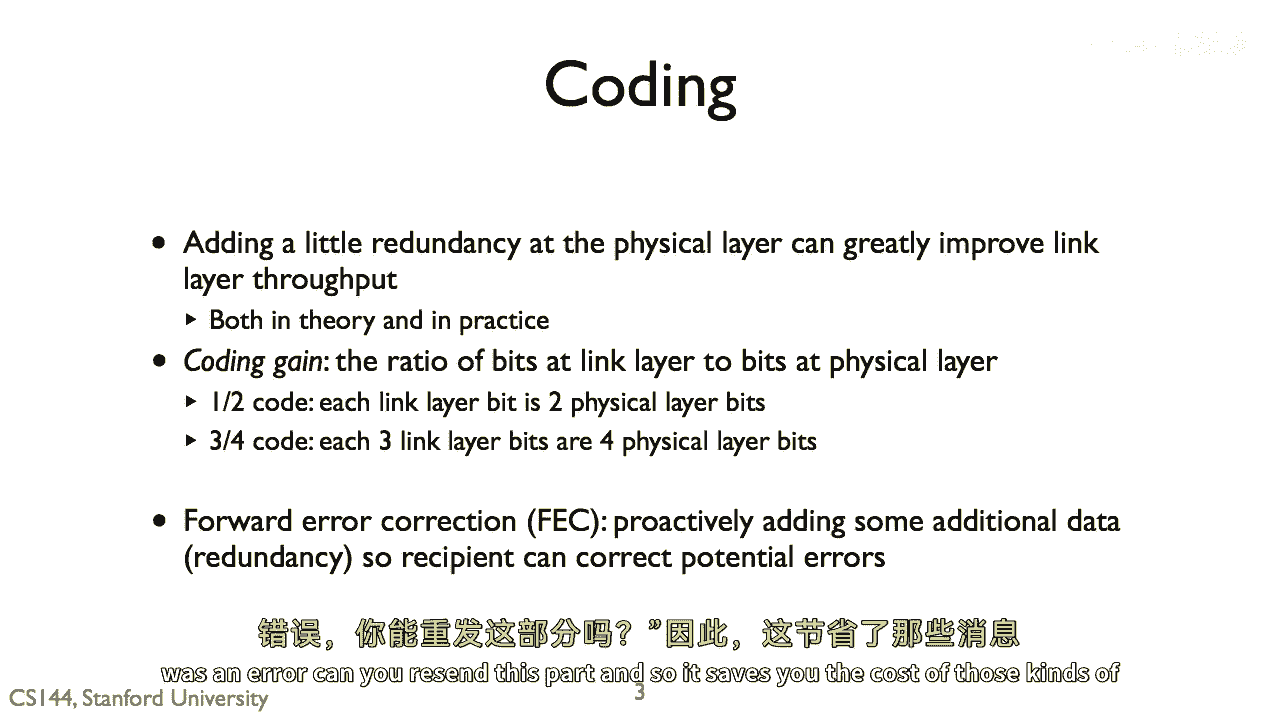 Coding
• Adding a little redundancy at the physical layer can greatly improve link
layer throughput
‣ Both in theory and in practice
• Coding gain: the ratio of bits at link layer to bits at physical layer
‣ 1/2 code: each link layer bit is 2 physical layer bits
‣ 3/4 code: each 3 link layer bits are 4 physical layer bits
• Forward error correction (FEC): proactively adding some additional data
(redundancy) so recipient can correct potential errors
错误，你能重发这部分吗？”因此，这节省了那些消息
was an error can you resend this part and so it saves you the cost of those kinds of
CS144, Stanford University
3